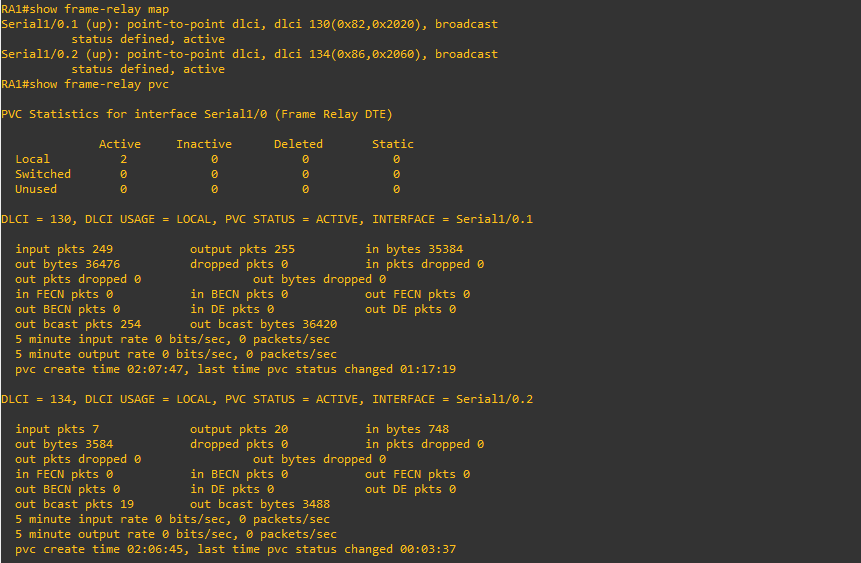 RA1#show frame-relay map
Serial1/0.1 (up): point-to-point dlci, dlci 130(0x82,0x2020), broadcast
          status defined, active
Serial1/0.2 (up): point-to-point dlci, dlci 134(0x86,0x2060), broadcast
          status defined, active
RA1#show frame-relay pvc

PVC Statistics for interface Serial1/0 (Frame Relay DTE)

              Active     Inactive      Deleted       Static
  Local          2            0            0            0
  Switched       0            0            0            0
  Unused         0            0            0            0

DLCI = 130, DLCI USAGE = LOCAL, PVC STATUS = ACTIVE, INTERFACE = Serial1/0.1

  input pkts 249           output pkts 255          in bytes 35384
  out bytes 36476          dropped pkts 0           in pkts dropped 0
  out pkts dropped 0                out bytes dropped 0
  in FECN pkts 0           in BECN pkts 0           out FECN pkts 0
  out BECN pkts 0          in DE pkts 0             out DE pkts 0
  out bcast pkts 254       out bcast bytes 36420
  5 minute input rate 0 bits/sec, 0 packets/sec
  5 minute output rate 0 bits/sec, 0 packets/sec
  pvc create time 02:07:47, last time pvc status changed 01:17:19

DLCI = 134, DLCI USAGE = LOCAL, PVC STATUS = ACTIVE, INTERFACE = Serial1/0.2

  input pkts 7             output pkts 20           in bytes 748
  out bytes 3584           dropped pkts 0           in pkts dropped 0
  out pkts dropped 0                out bytes dropped 0
  in FECN pkts 0           in BECN pkts 0           out FECN pkts 0
  out BECN pkts 0          in DE pkts 0             out DE pkts 0
  out bcast pkts 19        out bcast bytes 3488
  5 minute input rate 0 bits/sec, 0 packets/sec
  5 minute output rate 0 bits/sec, 0 packets/sec
  pvc create time 02:06:45, last time pvc status changed 00:03:37